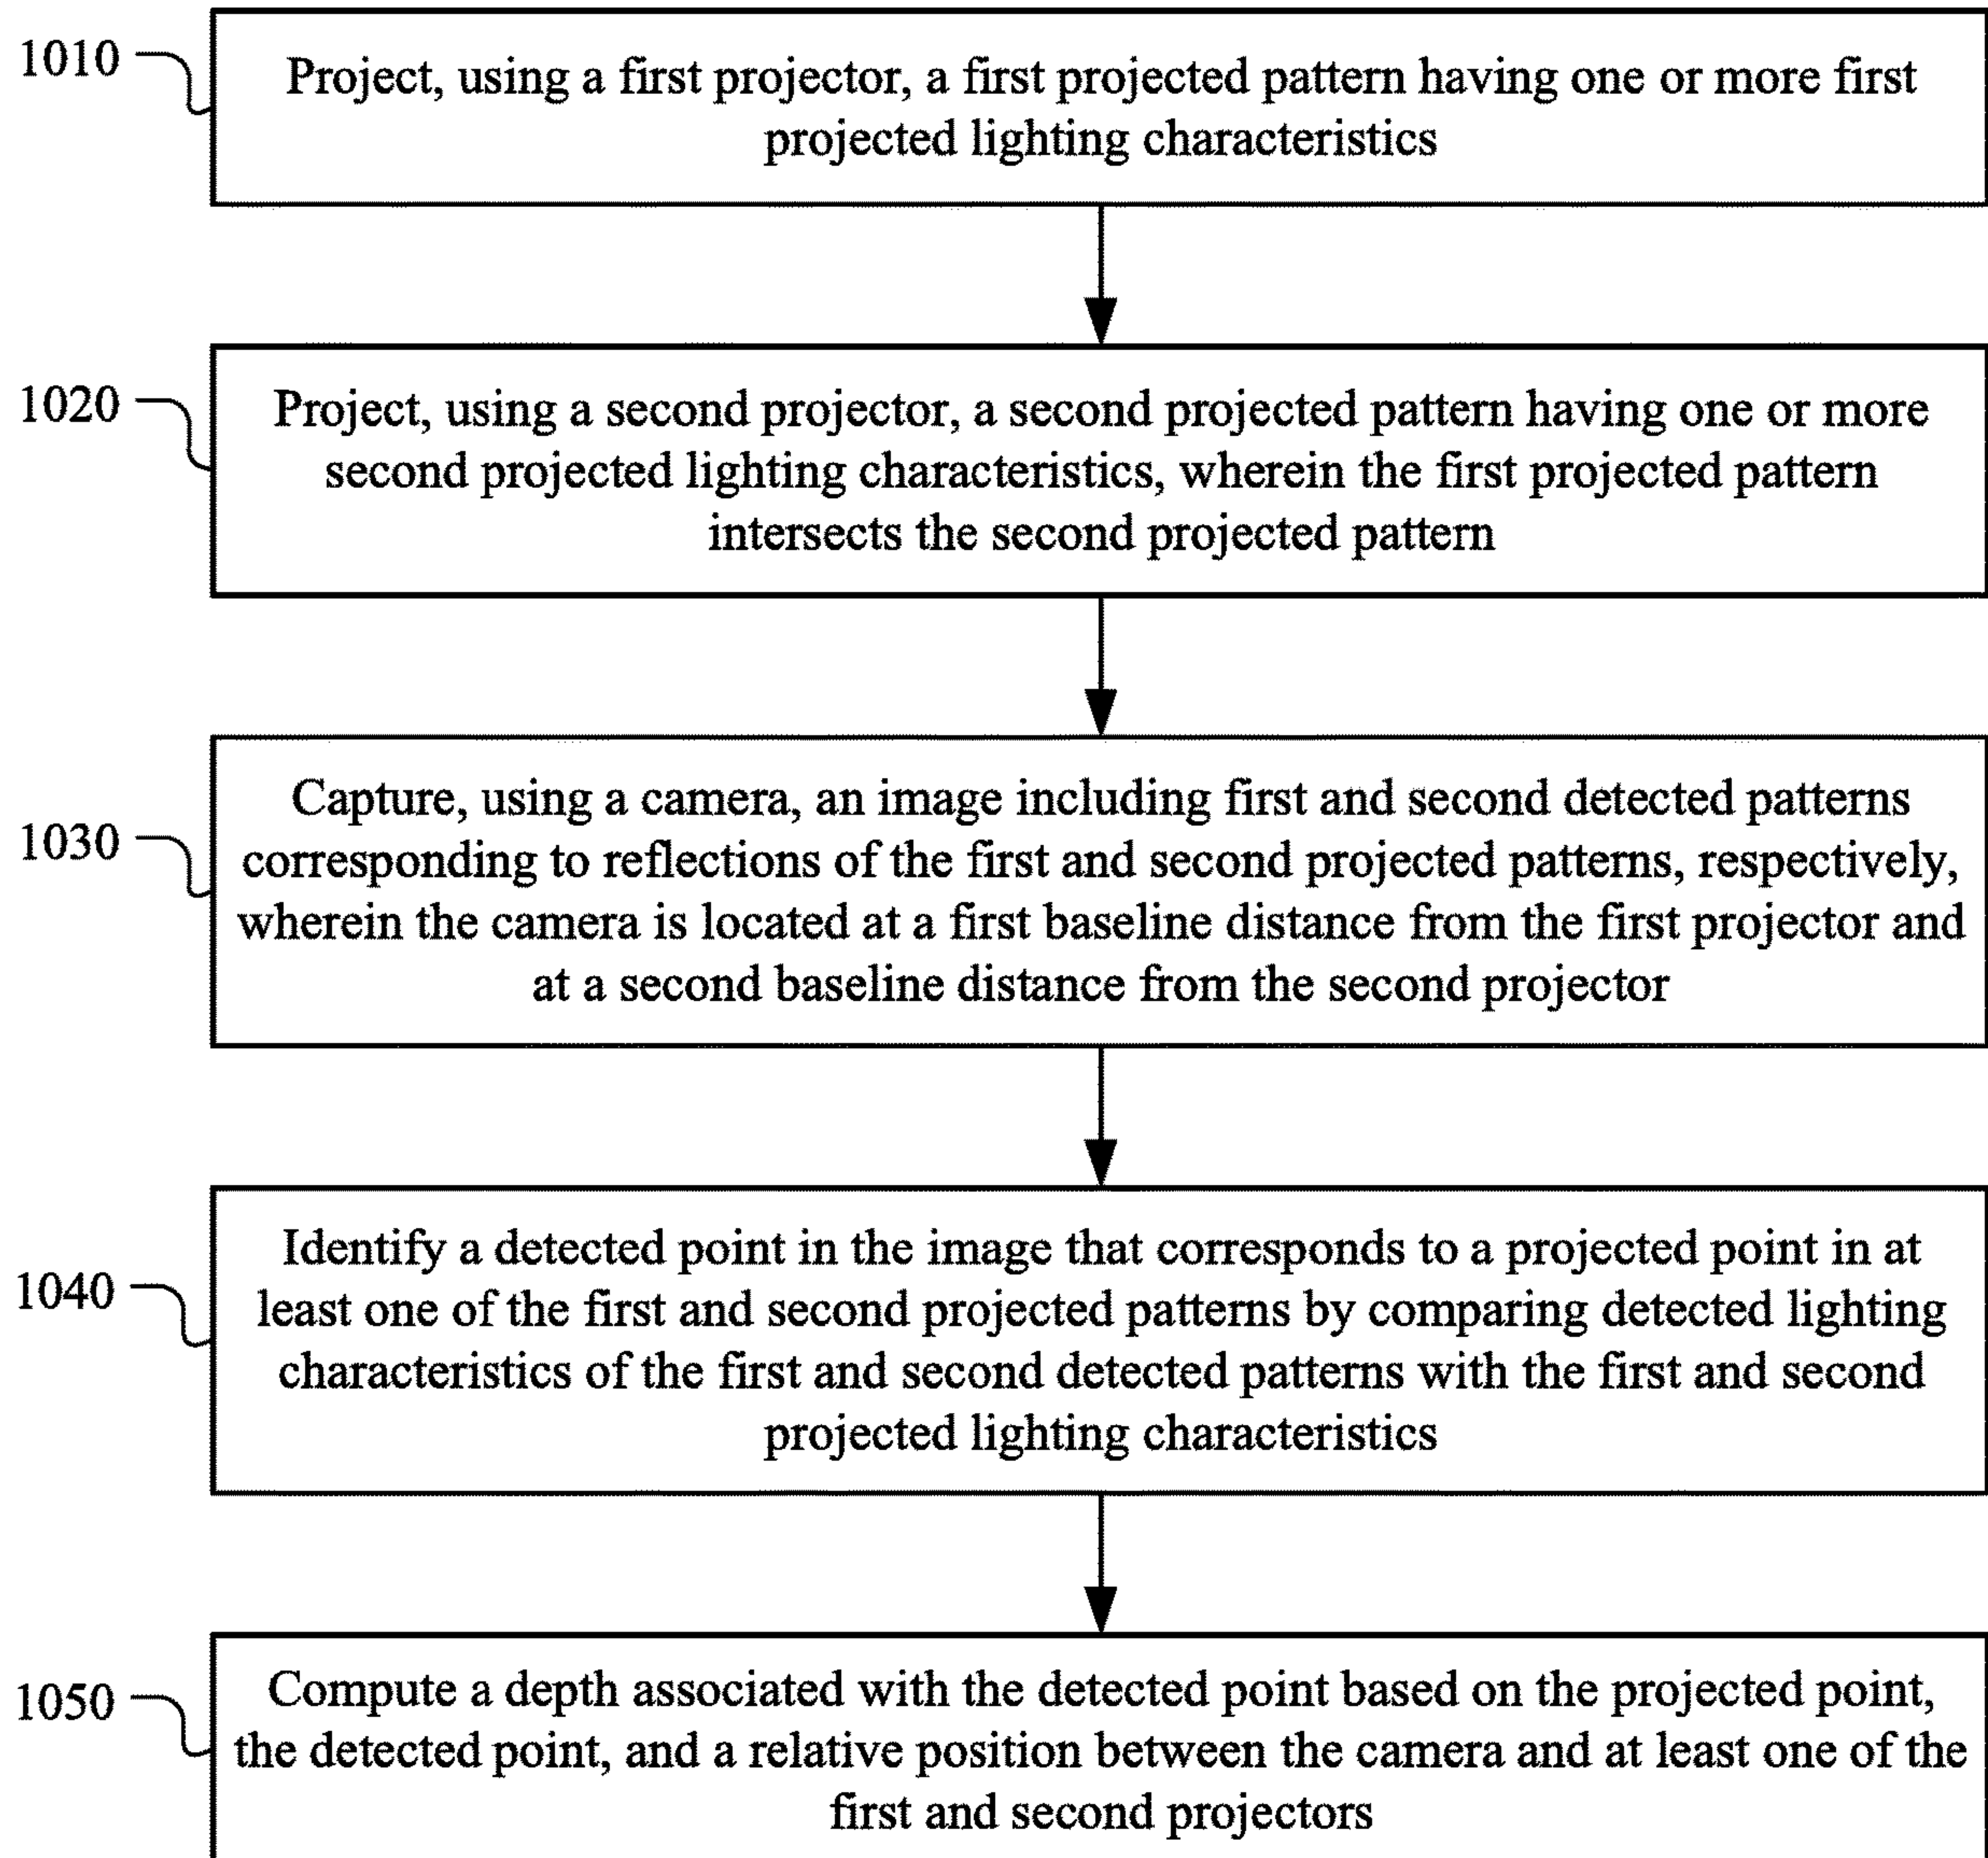 1010
Project, using a first projector, a first projected pattern having one or more first
projected lighting characteristics
1020
Project, using a second projector, a second projected pattern having one or more
second projected lighting characteristics, wherein the first projected pattern
intersects the second projected pattern
1030
Capture, using a camera, an image including first and second detected patterns
corresponding to reflections of the first and second projected patterns, respectively,
wherein the camera is located at a first baseline distance from the first projector and
at a second baseline distance from the second projector
1040
Identify a detected point in the image that corresponds to a projected point in at
least one of the first and second projected patterns by comparing detected lighting
characteristics of the first and second detected patterns with the first and second
projected lighting characteristics
1050
Compute a depth associated with the detected point based on the projected point,
the detected point, and a relative position between the camera and at least one of the
first and second projectors